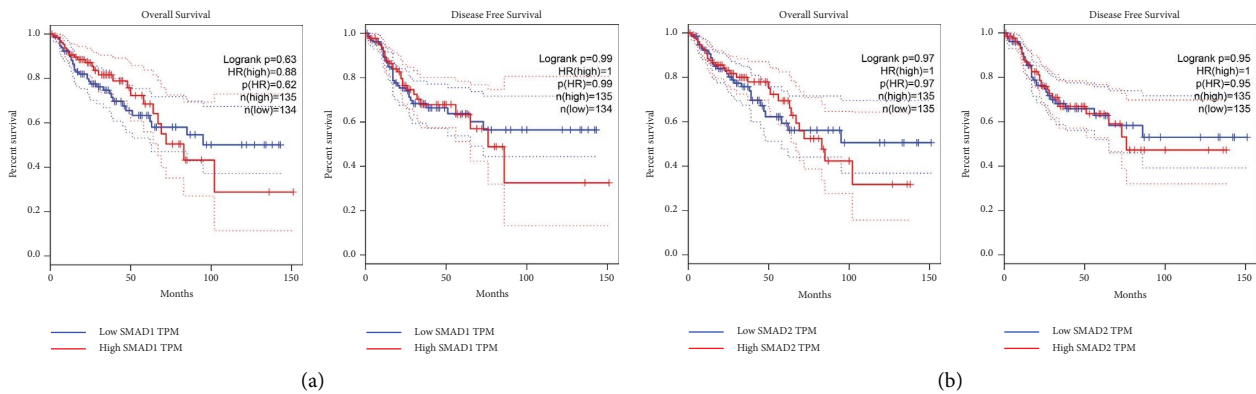 Overall Survival
Percent survival
1.0
0.8
0.6
0.4
0.2
0.0
Logrank p=0.63
HR(high)=0.88
p(HR)=0.62
n(high)=135
n(low)=134
0 50 100 150
Months
Low SMAD1 TPM
High SMAD1 TPM
Disease Free Survival
Percent survival
1.0
0.8
0.6
0.4
0.2
0.0
Logrank p=0.99
HR(high)=1
p(HR)=0.99
n(high)=135
n(low)=134
0 50 100 150
Months
Low SMAD1 TPM
High SMAD1 TPM
(a)
Overall Survival
Percent survival
1.0
0.8
0.6
0.4
0.2
0.0
Logrank p=0.97
HR(high)=1
p(HR)=0.97
n(high)=135
n(low)=135
0 50 100 150
Months
Low SMAD2 TPM
High SMAD2 TPM
Disease Free Survival
Percent survival
1.0
0.8
0.6
0.4
0.2
0.0
Logrank p=0.95
HR(high)=1
p(HR)=0.95
n(high)=135
n(low)=135
0 50 100 150
Months
Low SMAD2 TPM
High SMAD2 TPM
(b)